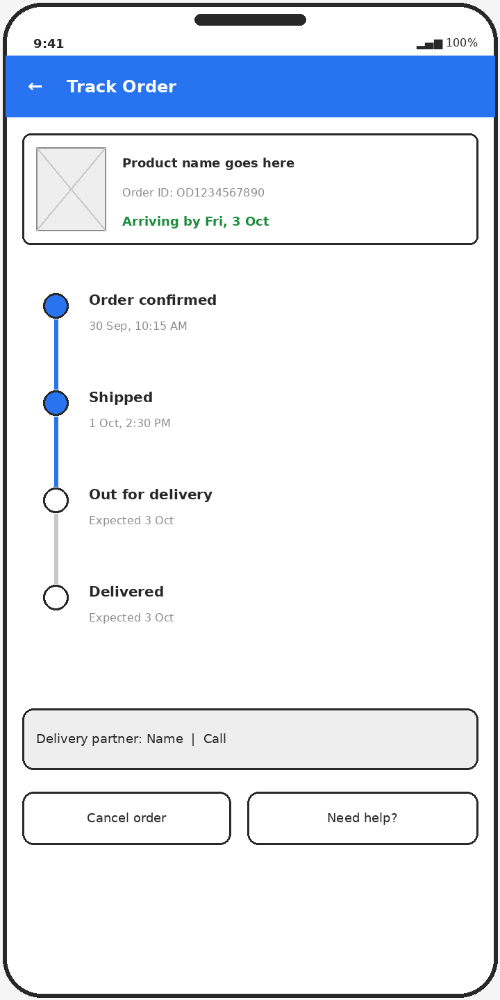 9:41 100%
← Track Order
Product name goes here
Order ID: OD1234567890
Arriving by Fri, 3 Oct
Order confirmed
30 Sep, 10:15 AM
Shipped
1 Oct, 2:30 PM
Out for delivery
Expected 3 Oct
Delivered
Expected 3 Oct
Delivery partner: Name | Call
Cancel order Need help?